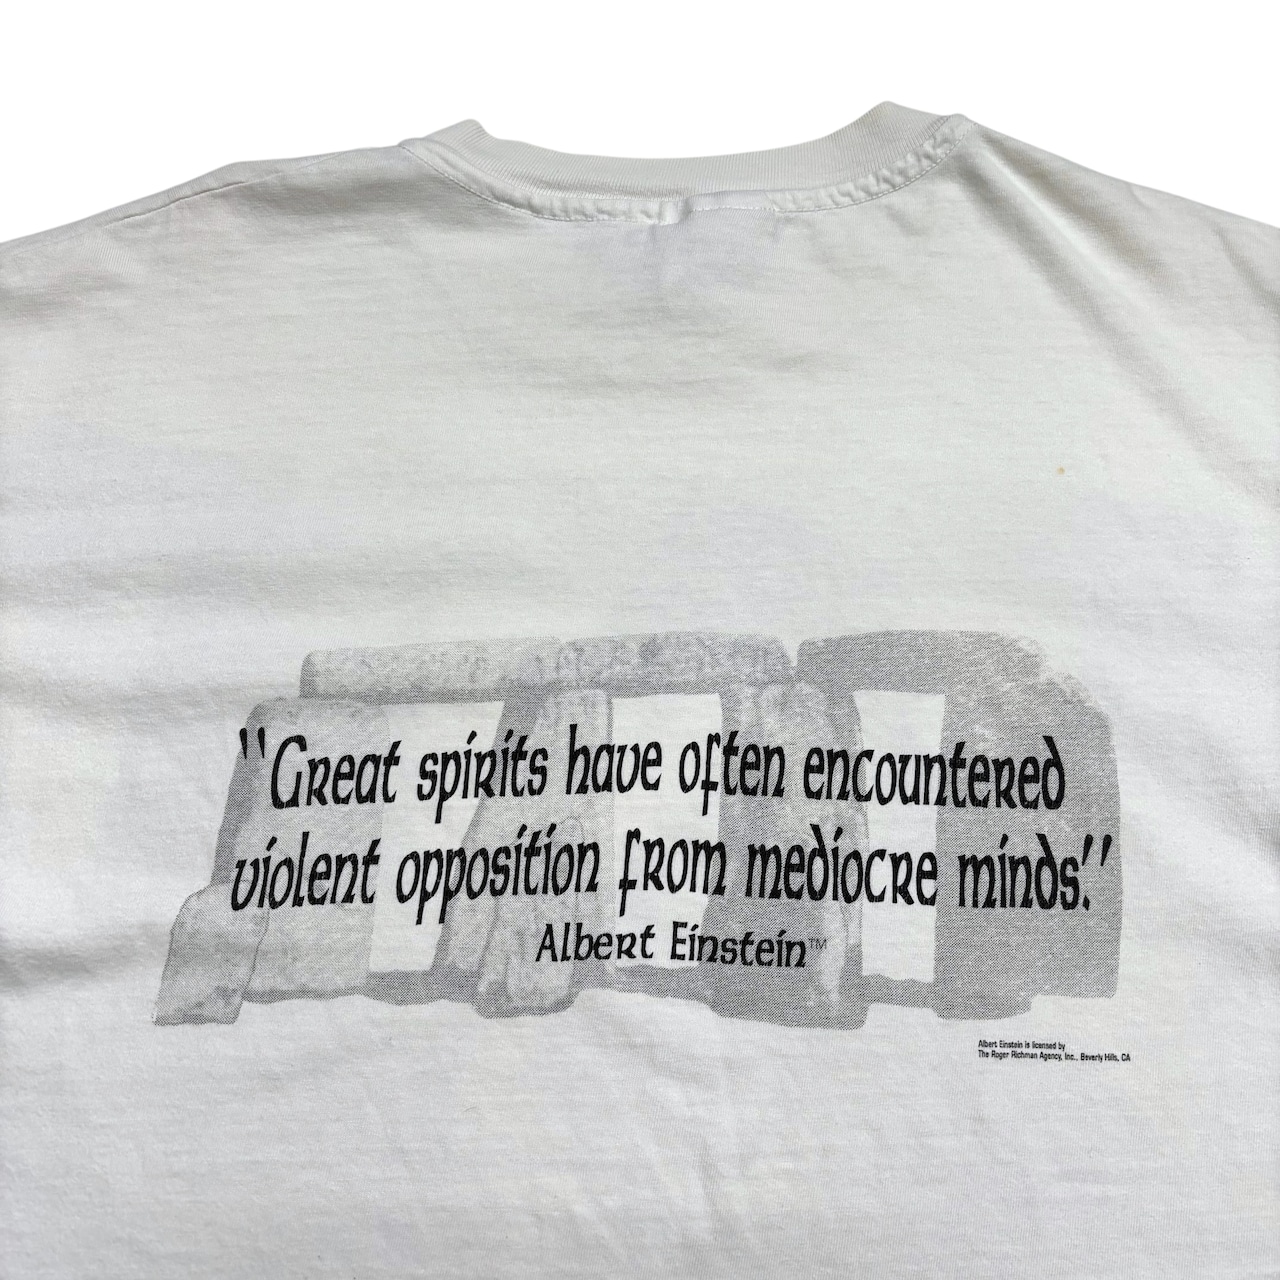 "Great spirits have often encountered
violent opposition from mediocre minds."
Albert Einstein™
Albert Einstein is licensed by
The Roger Richman Agency, Inc., Beverly Hills, CA